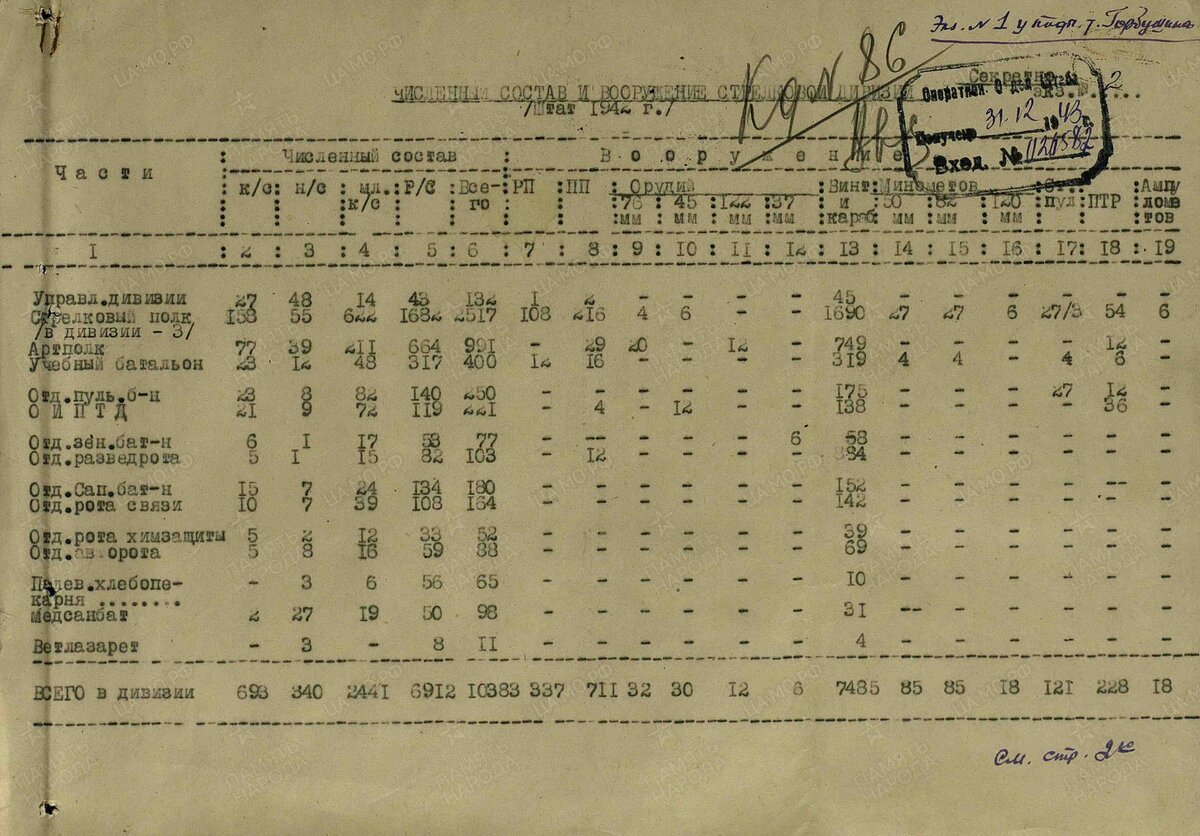 Экз. N 1 у подп. т. Горбушина
К д N 86
Секретно
экз. №.2...
ЧИСЛЕННЫЙ СОСТАВ И ВООРУЖЕНИЕ СТРЕЛКОВОЙ ДИВИЗИИ
/Штат 1942 г./
Получено 31.12 1943 г.
Вход. № 026582
Ч а с т и : Численный состав : В о о р у ж е н и е
: к/с : н/с : мл. к/с : Р/С : Все-го : РП : ПП : Орудий 76 мм : 45 мм : 122 мм : 37 мм : Винт и караб : Минометов 50 мм : 82 мм : 120 мм : Ст. пул : ПТР : Ампу ломе тов
I : 2 : 3 : 4 : 5 : 6 : 7 : 8 : 9 : 10 : 11 : 12 : 13 : 14 : 15 : 16 : 17 : 18 : 19
Управл.дивизии 27 48 14 43 132 1 2 - - - - 45 - - - - - -
Стрелковый полк 158 55 622 1682 2517 108 216 4 6 - - 1690 27 27 6 27/3 54 6
/в дивизии - 3/
Артполк 77 39 211 664 991 - 29 20 - 12 - 749 - - - - 12 -
Учебный батальон 23 12 48 317 400 12 16 - - - - 319 4 4 - 4 6 -
Отд.пуль.б-н 23 8 82 140 250 - - - - - - 175 - - - 27 12 -
О И П Т Д 21 9 72 119 221 - 4 - 12 - - 138 - - - - 36 -
Отд.зен.бат-н 6 1 17 53 77 - -- - - - 6 58 - - - - - -
Отд.разведрота 5 1 15 82 103 - 12 - - - - 84 - - - - - -
Отд.Сап.бат-н 15 7 24 134 180 - - - - - - 152 - - - - -- -
Отд.рота связи 10 7 39 108 164 - - - - - - 142 - - - - - -
Отд.рота химзащиты 5 2 12 33 52 - - - - - - 39 - - - - - -
Отд.авторота 5 8 16 59 88 - - - - - - 69 - - - - - -
Полев.хлебопе- - 3 6 56 65 - - - - - - 10 - - - - - -
карня ........
Медсанбат 2 27 19 50 98 - - - - - - 31 -- - - - - -
Ветлазарет - 3 - 8 11 - - - - - - 4 - - - - - -
ВСЕГО в дивизии 693 340 2441 6912 10383 337 711 32 30 12 6 7485 85 85 18 121 228 18
См. стр. 2ю